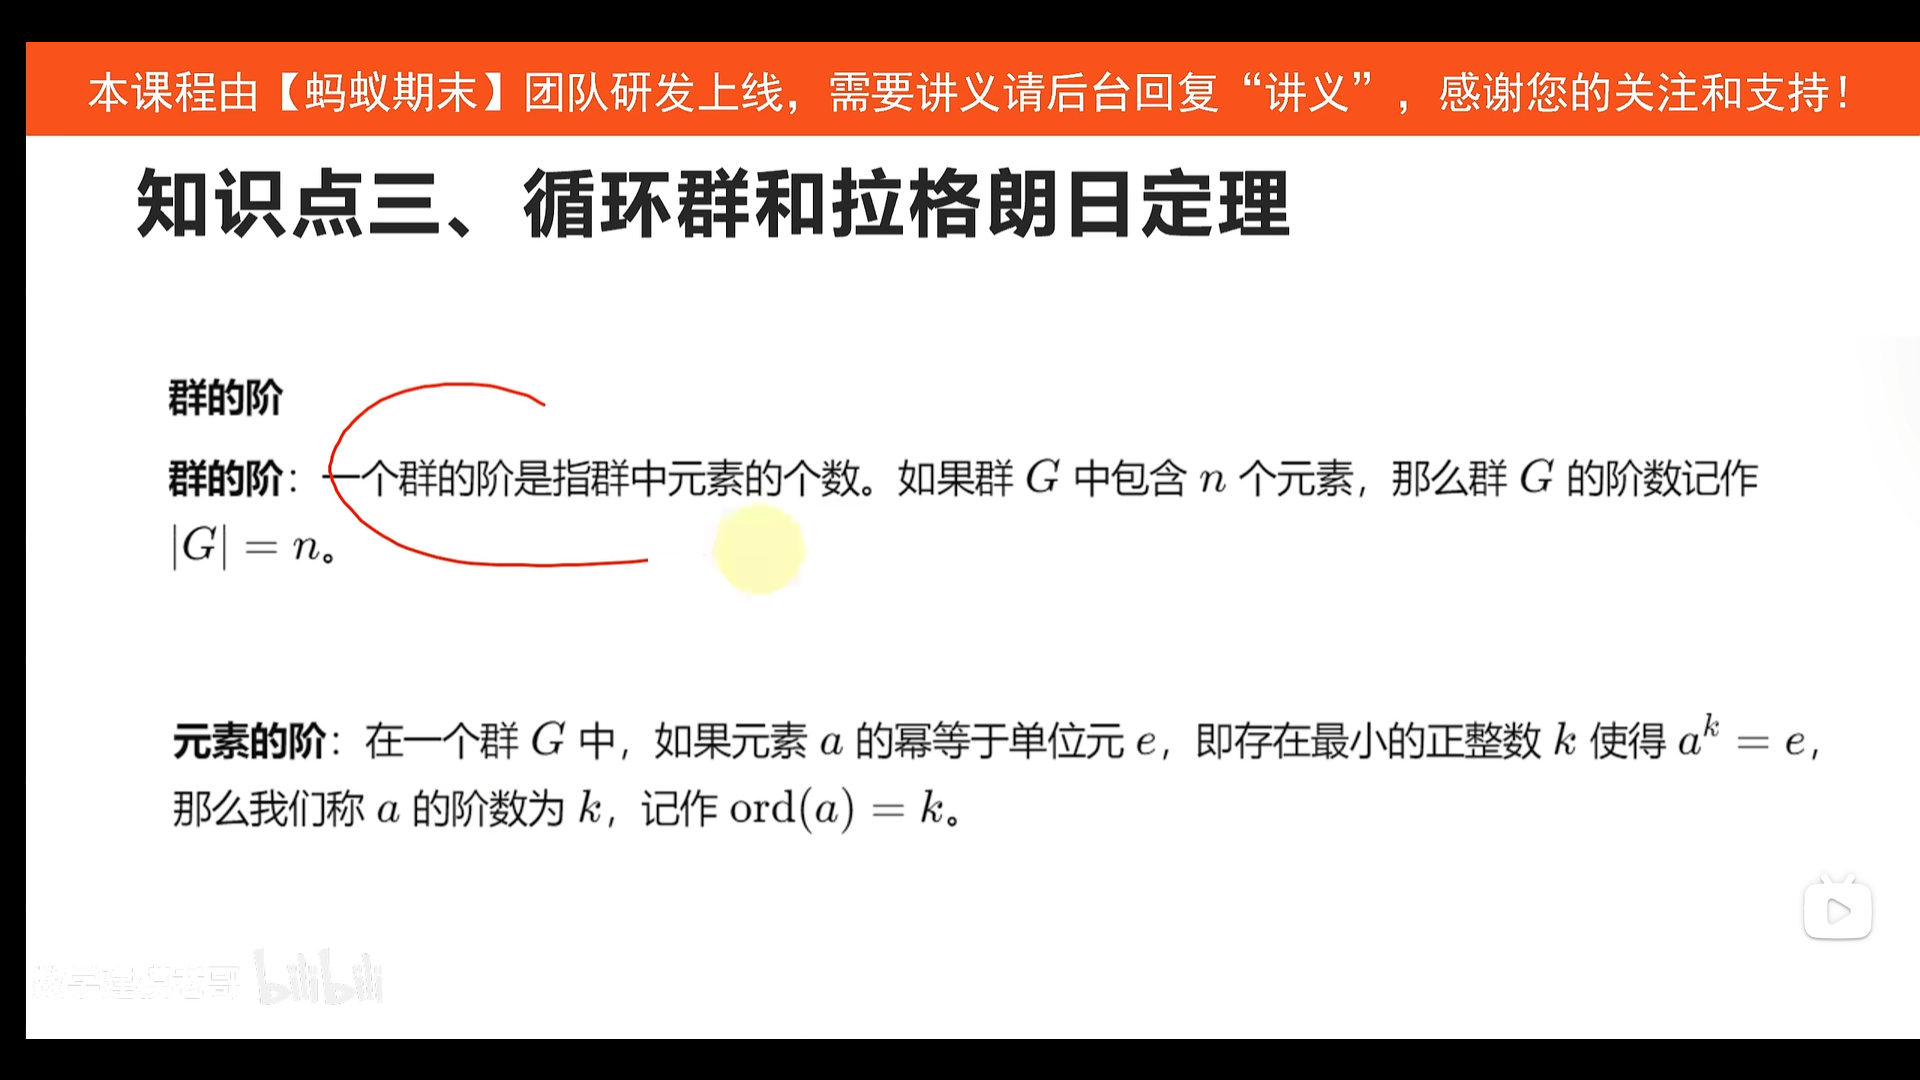 本课程由【蚂蚁期末】团队研发上线，需要讲义请后台回复“讲义”，感谢您的关注和支持！
知识点三、循环群和拉格朗日定理
群的阶
群的阶：一个群的阶是指群中元素的个数。如果群 G 中包含 n 个元素，那么群 G 的阶数记作
|G| = n。
元素的阶：在一个群 G 中，如果元素 a 的幂等于单位元 e，即存在最小的正整数 k 使得 a^k = e，
那么我们称 a 的阶数为 k，记作 ord(a) = k。
数学建模老哥 bilibili